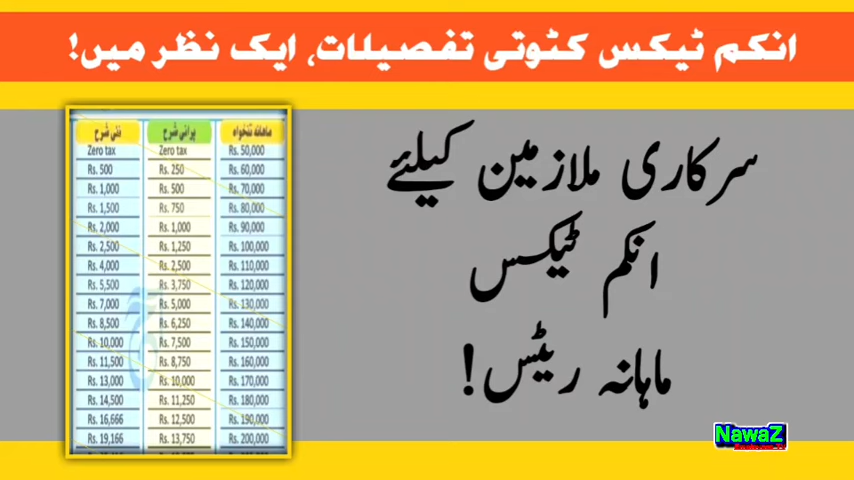 انکم ٹیکس کٹوتی تفصیلات، ایک نظر میں!
سرکاری ملازمین کیلئے
انکم ٹیکس
ماہانہ ریٹس!
ماہانہ تنخواہ پرانی شرح نئی شرح
Rs. 50,000 Zero tax Zero tax
Rs. 60,000 Rs. 250 Rs. 500
Rs. 70,000 Rs. 500 Rs. 1,000
Rs. 80,000 Rs. 750 Rs. 1,500
Rs. 90,000 Rs. 1,000 Rs. 2,000
Rs. 100,000 Rs. 1,250 Rs. 2,500
Rs. 110,000 Rs. 2,500 Rs. 4,000
Rs. 120,000 Rs. 3,750 Rs. 5,500
Rs. 130,000 Rs. 5,000 Rs. 7,000
Rs. 140,000 Rs. 6,250 Rs. 8,500
Rs. 150,000 Rs. 7,500 Rs. 10,000
Rs. 160,000 Rs. 8,750 Rs. 11,500
Rs. 170,000 Rs. 10,000 Rs. 13,000
Rs. 180,000 Rs. 11,250 Rs. 14,500
Rs. 190,000 Rs. 12,500 Rs. 16,666
Rs. 200,000 Rs. 13,750 Rs. 19,166
NawaZ